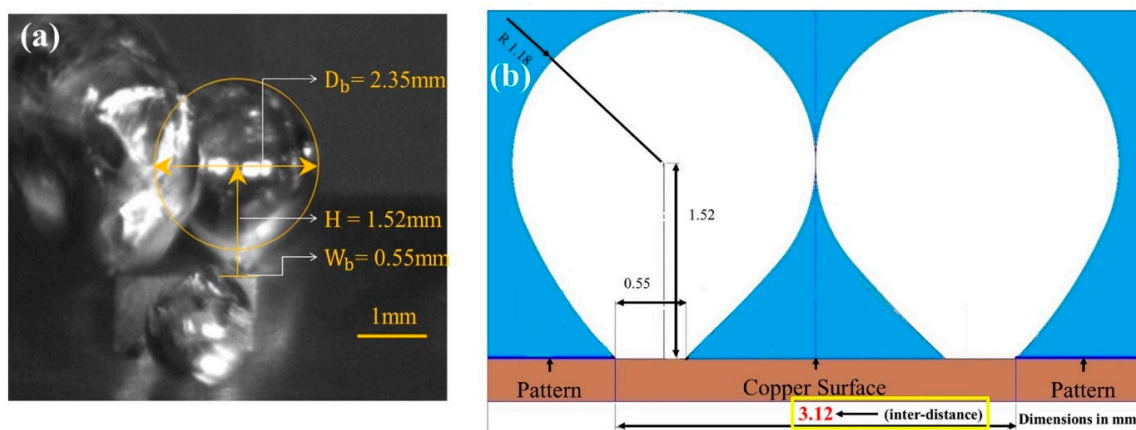 (a)
D_b= 2.35mm
H = 1.52mm
W_b= 0.55mm
1mm
R 1.18
(b)
1.52
0.55
Pattern
Copper Surface
Pattern
3.12
(inter-distance)
Dimensions in mm